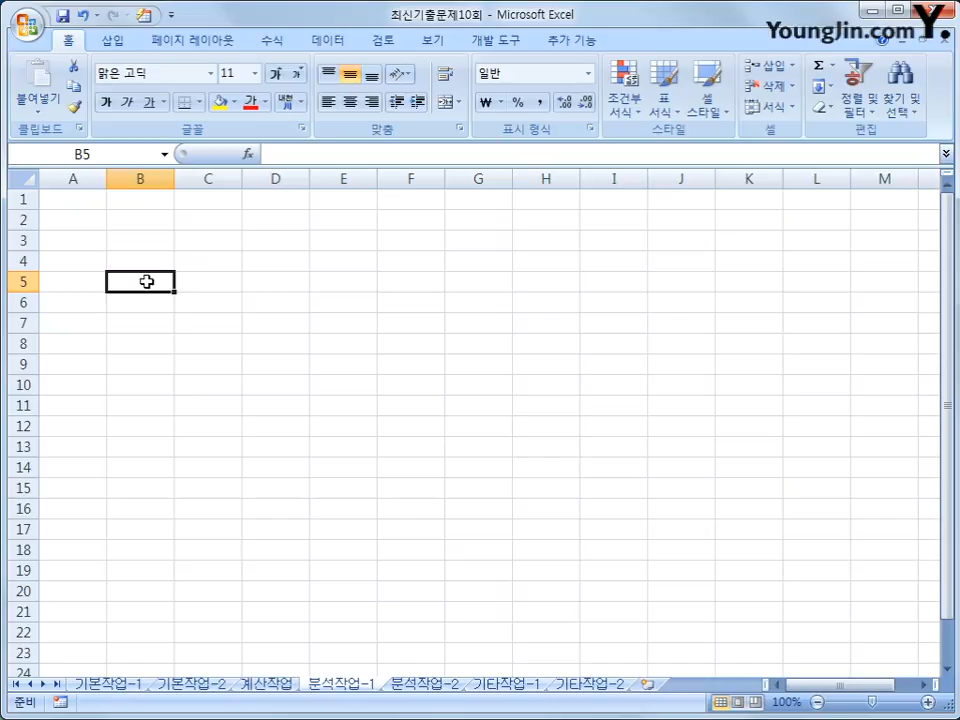 최신기출문제10회 - Microsoft Excel
YoungJin.com Y.
홈 삽입 페이지 레이아웃 수식 데이터 검토 보기 개발 도구 추가 기능
붙여넣기
맑은 고딕 11 가 가
가 가 가 가 내천
일반
₩ % ,
조건부 서식 표 서식 셀 스타일
삽입
삭제
서식
Σ
정렬 및 필터 찾기 및 선택
클립보드 글꼴 맞춤 표시 형식 스타일 셀 편집
B5 fx
A B C D E F G H I J K L M
1
2
3
4
5
6
7
8
9
10
11
12
13
14
15
16
17
18
19
20
21
22
23
24
기본작업-1 기본작업-2 계산작업 분석작업-1 분석작업-2 기타작업-1 기타작업-2
준비 100%